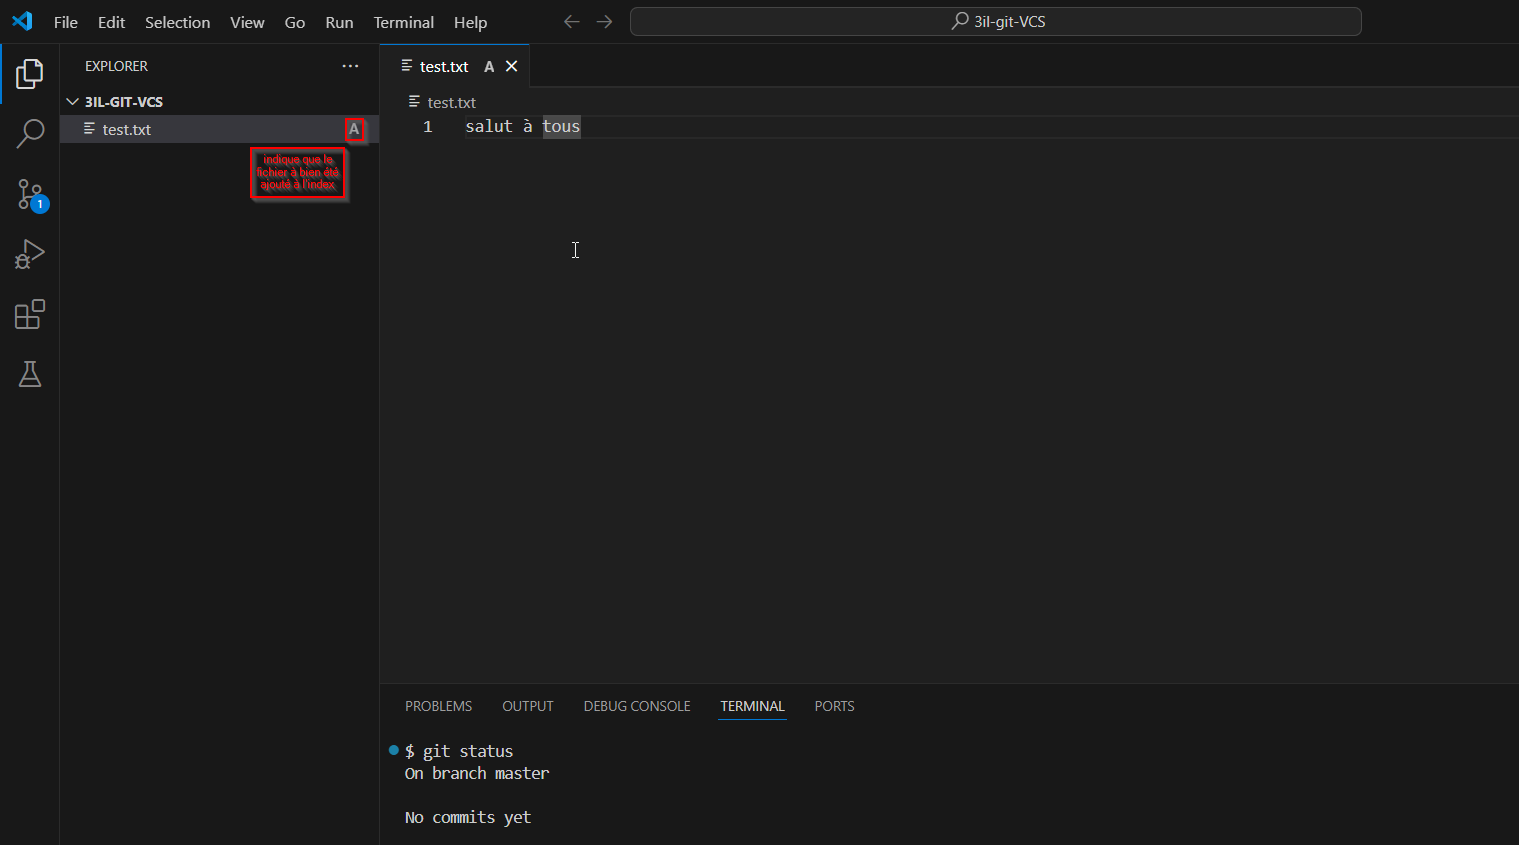 File Edit Selection View Go Run Terminal Help
3il-git-VCS
EXPLORER
3IL-GIT-VCS
test.txt A
indique que le
fichier à bien été
ajouté à l'index
1
test.txt A
test.txt
1 salut à tous
PROBLEMS OUTPUT DEBUG CONSOLE TERMINAL PORTS
$ git status
On branch master
No commits yet